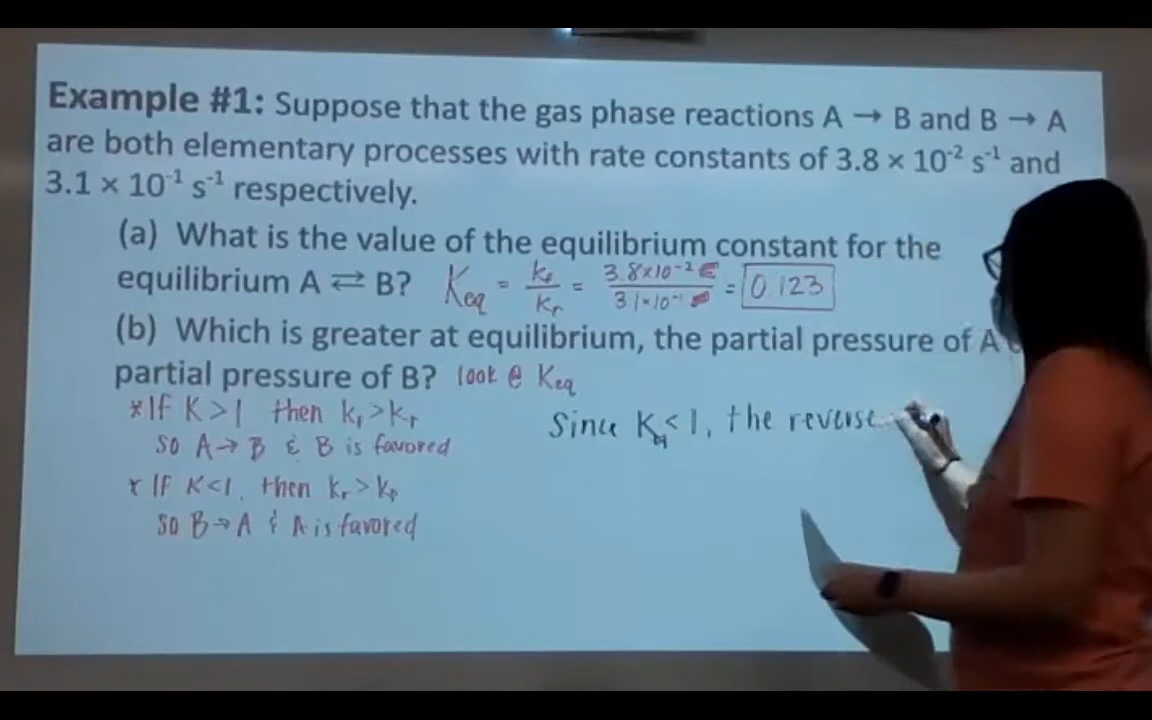 Example #1: Suppose that the gas phase reactions A → B and B → A
are both elementary processes with rate constants of 3.8 × 10⁻² s⁻¹ and
3.1 × 10⁻¹ s⁻¹ respectively.
(a) What is the value of the equilibrium constant for the
equilibrium A ⇄ B? Keq = kf/kr = 3.8×10⁻²/3.1×10⁻¹ = 0.123
(b) Which is greater at equilibrium, the partial pressure of A
partial pressure of B? look @ Keq
*If K>1 then kf>kr
so A→B & B is favored
* If K<1, then kr>kf
so B→A & A is favored
Since Keq<1, the reverse